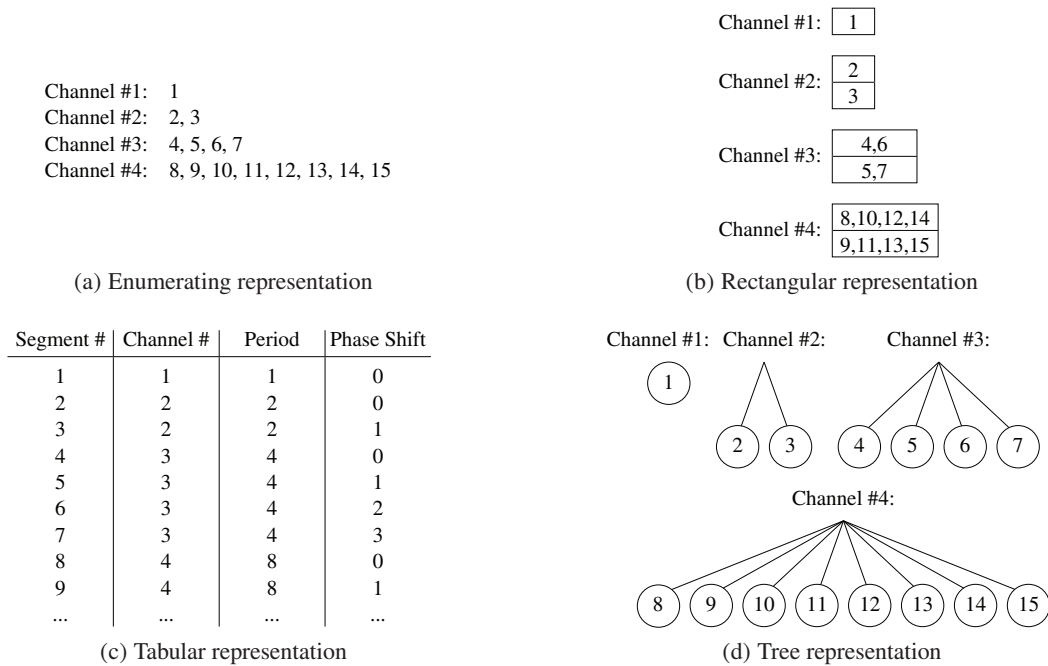 Channel #1: 1
Channel #2: 2, 3
Channel #3: 4, 5, 6, 7
Channel #4: 8, 9, 10, 11, 12, 13, 14, 15
(a) Enumerating representation
Channel #1: 1
Channel #2: 2
3
Channel #3: 4,6
5,7
Channel #4: 8,10,12,14
9,11,13,15
(b) Rectangular representation
Segment # Channel # Period Phase Shift
1 1 1 0
2 2 2 0
3 2 2 1
4 3 4 0
5 3 4 1
6 3 4 2
7 3 4 3
8 4 8 0
9 4 8 1
... ... ... ...
(c) Tabular representation
Channel #1: Channel #2: Channel #3:
1
2 3 4 5 6 7
Channel #4:
8 9 10 11 12 13 14 15
(d) Tree representation